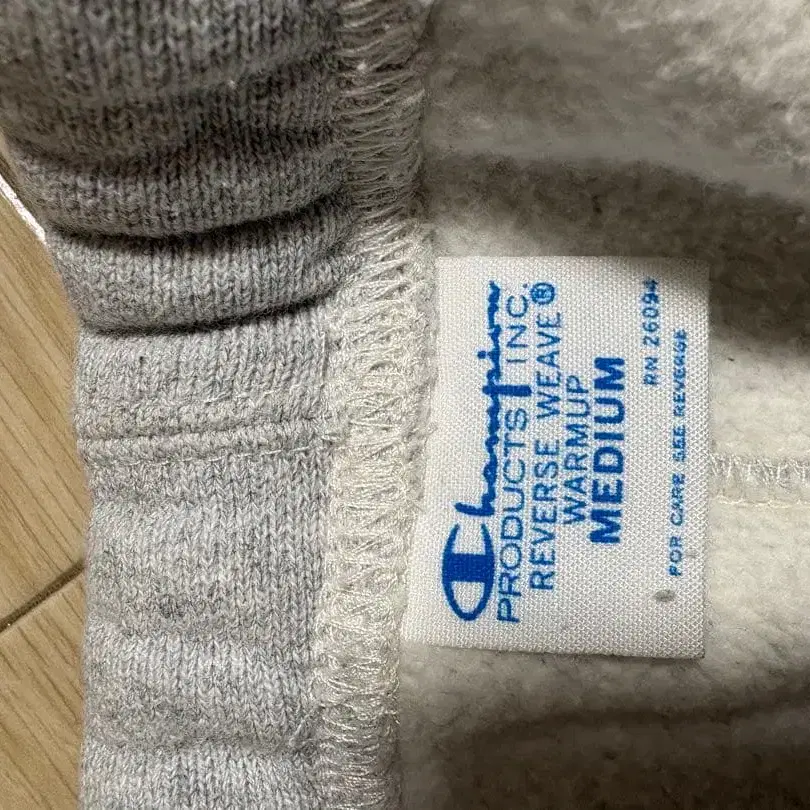 Champion
PRODUCTS INC.
REVERSE WEAVE®
WARMUP
MEDIUM
RN 26094
FOR CARE SEE REVERSE